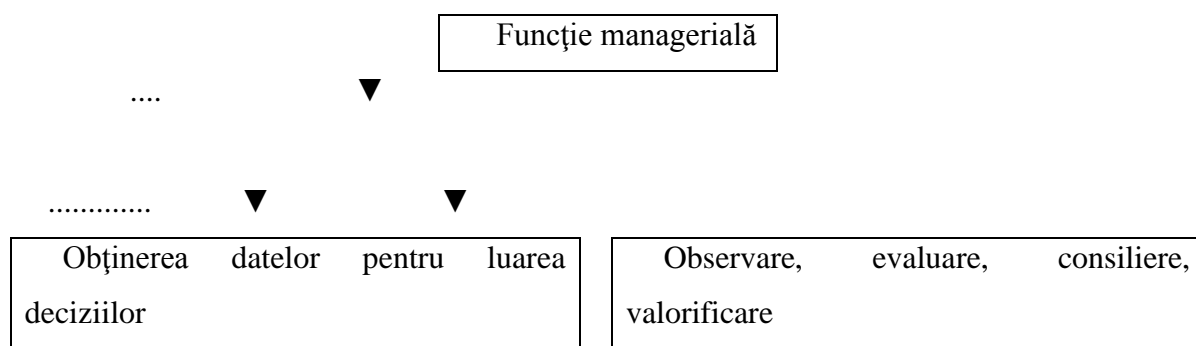 Funcţie managerială
.... ▼
............. ▼ ▼
Obţinerea datelor pentru luarea
deciziilor
Observare, evaluare, consiliere,
valorificare